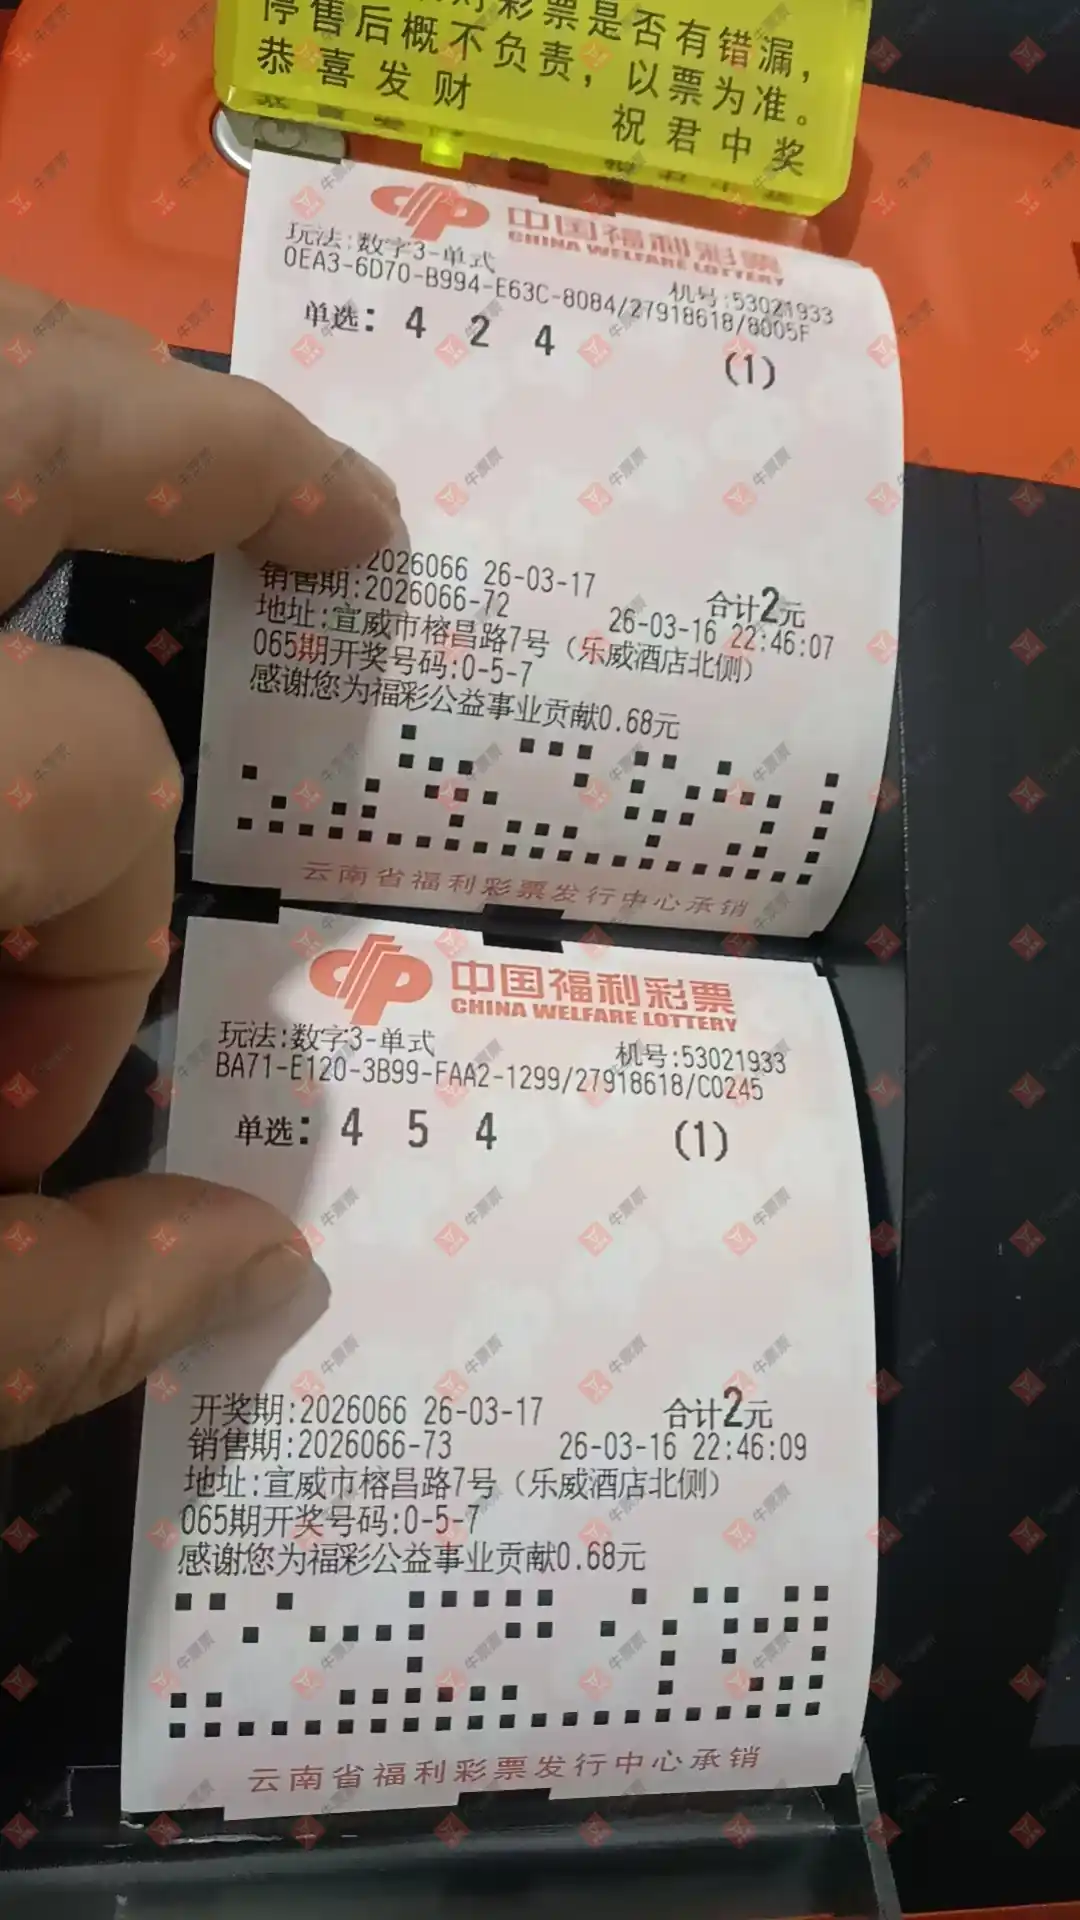 彩票是否有错漏，
停售后概不负责，以票为准。
恭喜发财
祝君中奖
中国福利彩票
CHINA WELFARE LOTTERY
玩法:数字3-单式
机号:53021933
0EA3-6D70-B994-E63C-8084/27918618/8005F
单选: 4 2 4 (1)
:2026066 26-03-17 合计2元
销售期:2026066-72 26-03-16 22:46:07
地址:宣威市榕昌路7号（乐威酒店北侧）
065期开奖号码:0-5-7
感谢您为福彩公益事业贡献0.68元
云南省福利彩票发行中心承销
中国福利彩票
CHINA WELFARE LOTTERY
玩法:数字3-单式 机号:53021933
BA71-E120-3B99-FAA2-1299/27918618/C0245
单选: 4 5 4 (1)
开奖期:2026066 26-03-17 合计2元
销售期:2026066-73 26-03-16 22:46:09
地址:宣威市榕昌路7号（乐威酒店北侧）
065期开奖号码:0-5-7
感谢您为福彩公益事业贡献0.68元
云南省福利彩票发行中心承销
牛票票